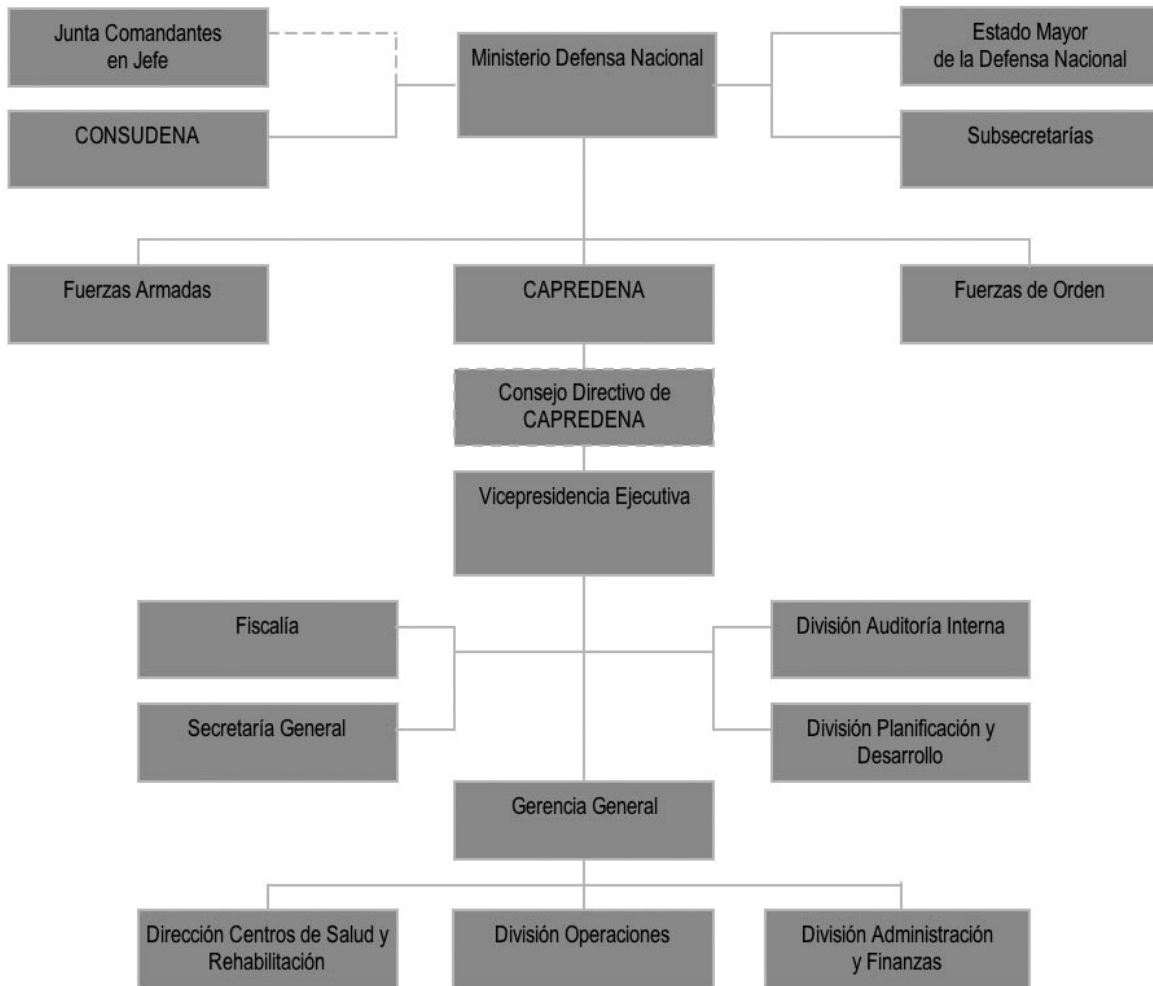 Junta Comandantes
en Jefe
Ministerio Defensa Nacional
Estado Mayor
de la Defensa Nacional
CONSUDENA
Subsecretarías
Fuerzas Armadas
CAPREDENA
Fuerzas de Orden
Consejo Directivo de
CAPREDENA
Vicepresidencia Ejecutiva
Fiscalía
División Auditoría Interna
Secretaría General
División Planificación y
Desarrollo
Gerencia General
Dirección Centros de Salud y
Rehabilitación
División Operaciones
División Administración
y Finanzas